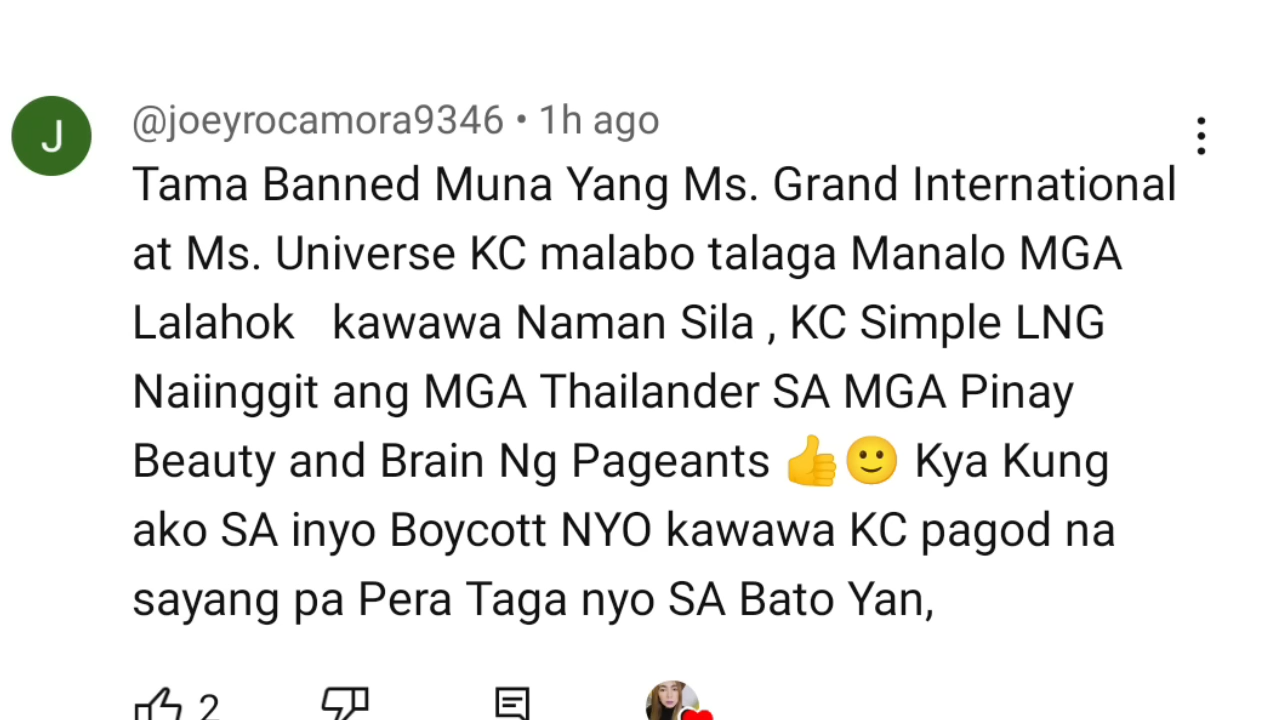 J
@joeyrocamora9346 • 1h ago
Tama Banned Muna Yang Ms. Grand International
at Ms. Universe KC malabo talaga Manalo MGA
Lalahok   kawawa Naman Sila , KC Simple LNG
Naiinggit ang MGA Thailander SA MGA Pinay
Beauty and Brain Ng Pageants 👍🙂 Kya Kung
ako SA inyo Boycott NYO kawawa KC pagod na
sayang pa Pera Taga nyo SA Bato Yan,
2